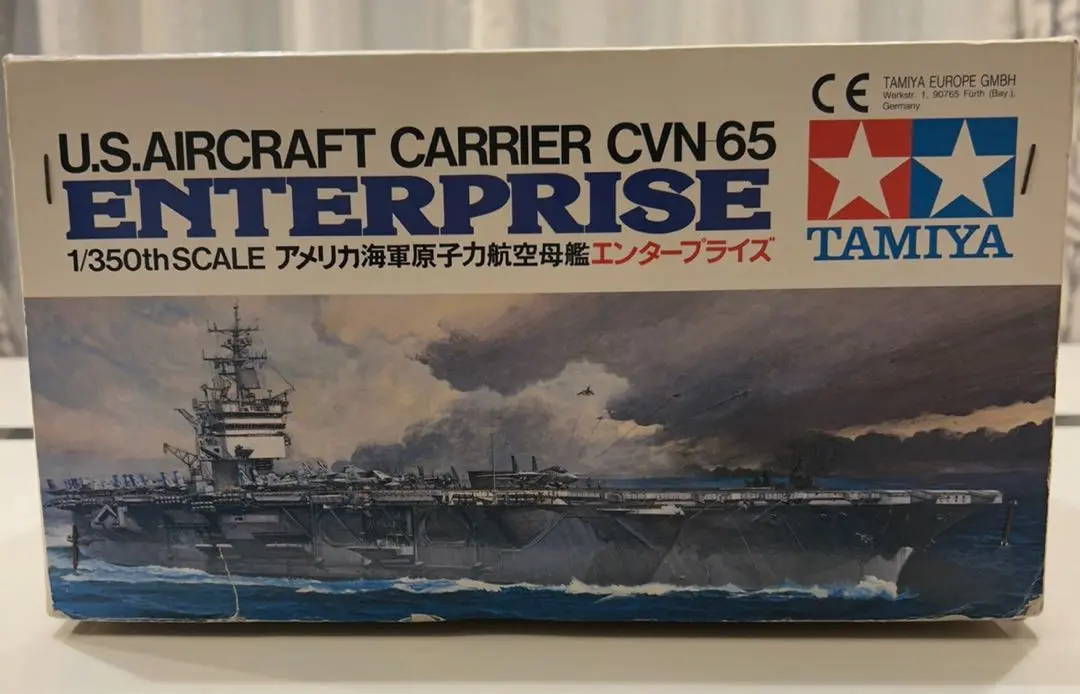 U.S.AIRCRAFT CARRIER CVN-65
ENTERPRISE
1/350th SCALE アメリカ海軍原子力航空母艦エンタープライズ
CE
TAMIYA EUROPE GMBH
Werkstr. 1, 90765 Fürth (Bay.),
Germany
TAMIYA